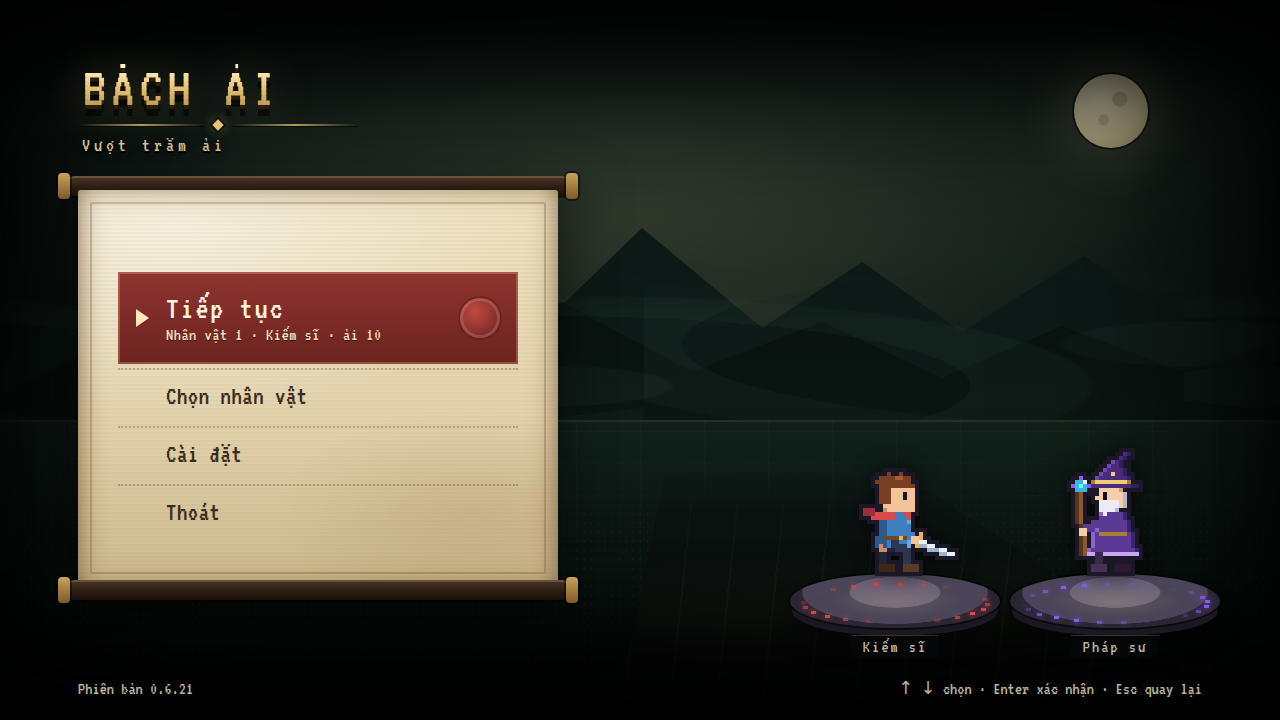 BÁCH ẢI
Vượt trăm ải
Tiếp tục
Nhân vật 1 · Kiếm sĩ · ải 10
Chọn nhân vật
Cài đặt
Thoát
Kiếm sĩ
Pháp sư
Phiên bản 0.6.21
↑ ↓ chọn · Enter xác nhận · Esc quay lại